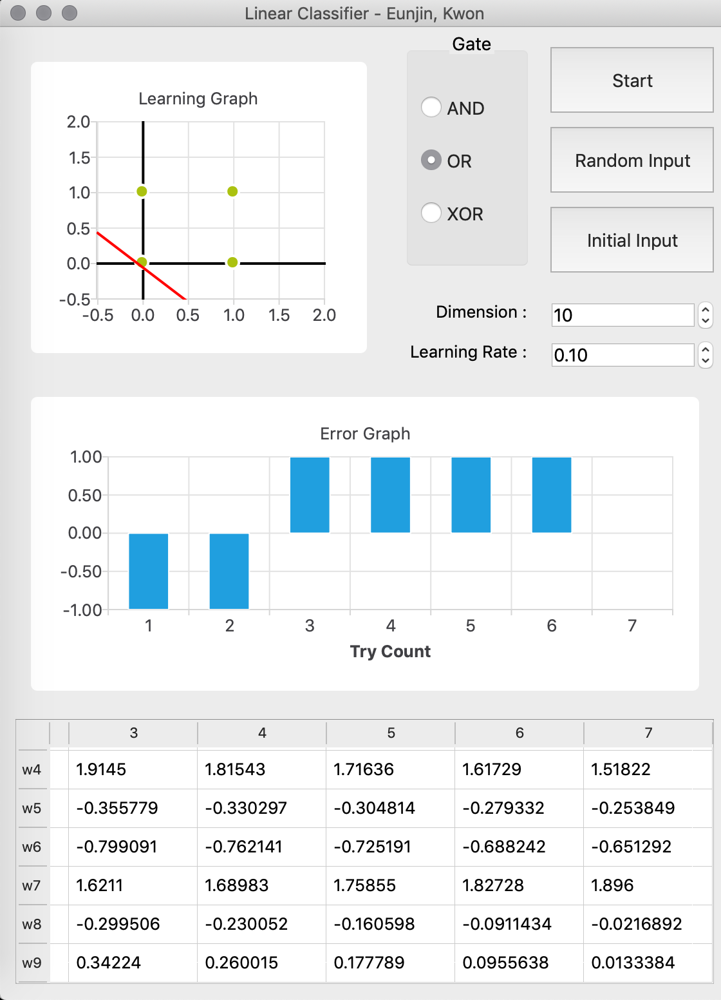 Linear Classifier - Eunjin, Kwon
Learning Graph
2.0
1.5
1.0
0.5
0.0
-0.5
-0.5 0.0 0.5 1.0 1.5 2.0
Gate
AND
OR
XOR
Start
Random Input
Initial Input
Dimension : 10
Learning Rate : 0.10
Error Graph
1.00
0.50
0.00
-0.50
-1.00
1 2 3 4 5 6 7
Try Count
3 4 5 6 7
w4 1.9145 1.81543 1.71636 1.61729 1.51822
w5 -0.355779 -0.330297 -0.304814 -0.279332 -0.253849
w6 -0.799091 -0.762141 -0.725191 -0.688242 -0.651292
w7 1.6211 1.68983 1.75855 1.82728 1.896
w8 -0.299506 -0.230052 -0.160598 -0.0911434 -0.0216892
w9 0.34224 0.260015 0.177789 0.0955638 0.0133384